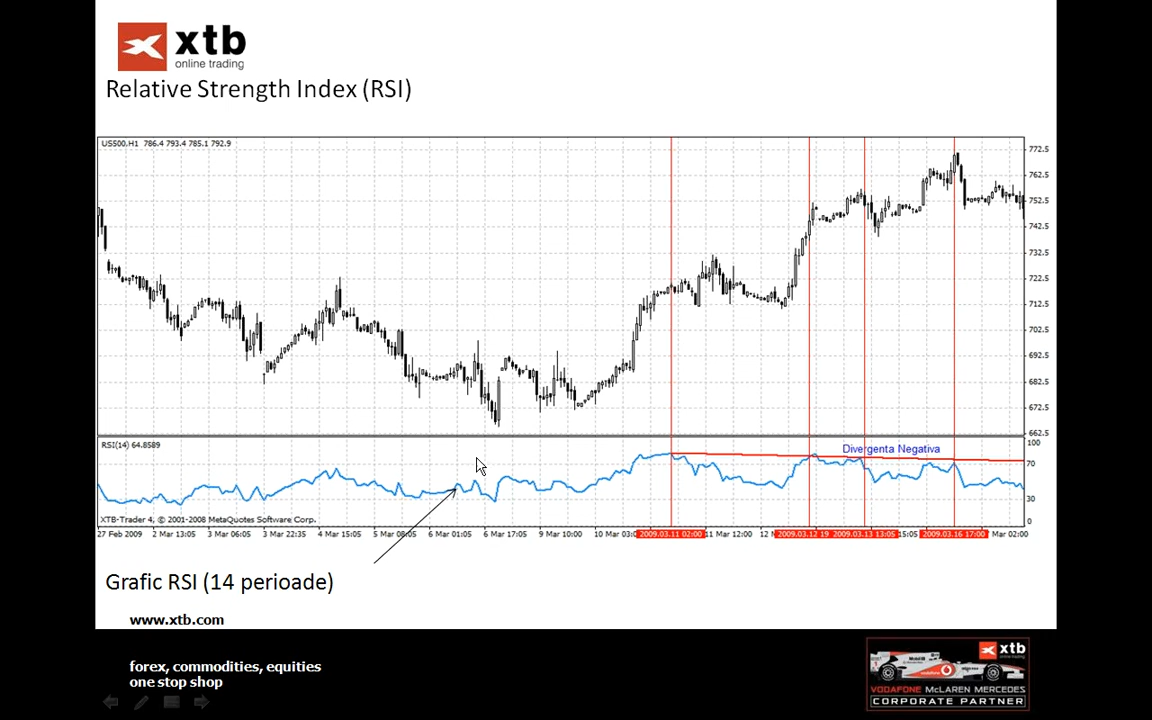 xtb
online trading
Relative Strength Index (RSI)
US500.H1 786.4 793.4 785.1 792.9
772.5
762.5
752.5
742.5
732.5
722.5
712.5
702.5
692.5
682.5
672.5
662.5
RSI(14) 64.8589
Divergenta Negativa
100
70
30
0
XTB-Trader 4, © 2001-2008 MetaQuotes Software Corp.
27 Feb 2009 2 Mar 13:05 3 Mar 06:05 3 Mar 22:35 4 Mar 15:05 5 Mar 08:05 6 Mar 01:05 6 Mar 17:05 9 Mar 10:00 10 Mar 03:0 2009.03.11 02:00 11 Mar 12:00 12 2009.03.12 19 2009.03.13 13:05 15:05 2009.03.16 17:00 Mar 02:00
Grafic RSI (14 perioade)
www.xtb.com
forex, commodities, equities
one stop shop
xtb
online trading
VODAFONE McLAREN MERCEDES
CORPORATE PARTNER